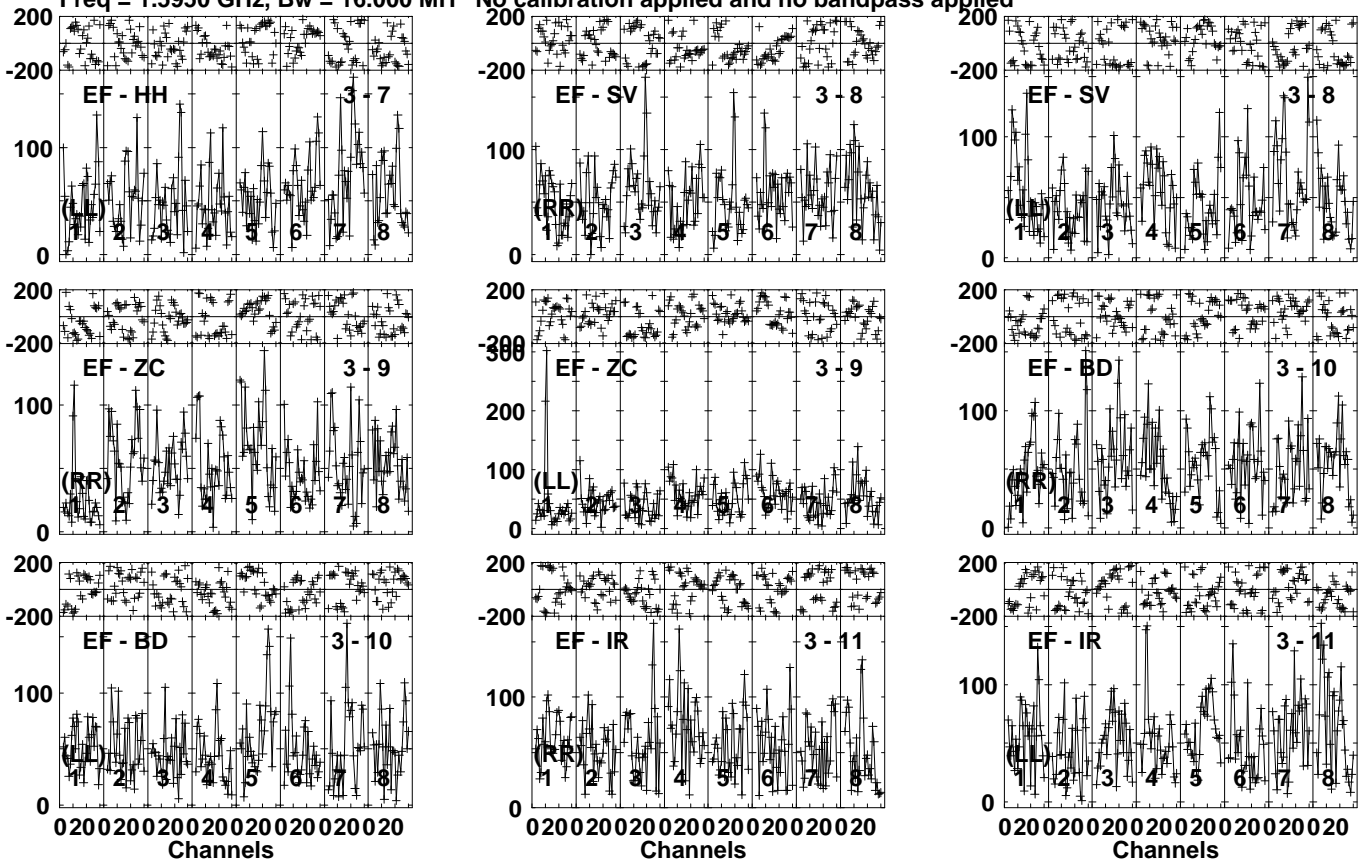 Freq = 1.5950 GHz, Bw = 16.000 MH No calibration applied and no bandpass applied
200 200 200
-200 -200 -200
EF - HH 3 - 7 EF - SV 3 - 8 EF - SV 3 - 8
100 100 100
(LL) (RR) (LL)
1 2 3 4 5 6 7 8 1 2 3 4 5 6 7 8 1 2 3 4 5 6 7 8
0 0 0
200 200 200
-200 -200 -200
300
EF - ZC 3 - 9 EF - ZC 3 - 9 EF - BD 3 - 10
100 200 100
100
(RR) (LL) (RR)
1 2 3 4 5 6 7 8 1 2 3 4 5 6 7 8 1 2 3 4 5 6 7 8
0 0 0
200 200 200
-200 -200 -200
EF - BD 3 - 10 EF - IR 3 - 11 EF - IR 3 - 11
100 100 100
(LL) (RR) (LL)
1 2 3 4 5 6 7 8 1 2 3 4 5 6 7 8 1 2 3 4 5 6 7 8
0 0 0
0 20 0 20 0 20 0 20 0 20 0 20 0 20 0 20 0 20 0 20 0 20 0 20 0 20 0 20 0 20 0 20 0 20 0 20 0 20 0 20 0 20 0 20 0 20 0 20
Channels Channels Channels